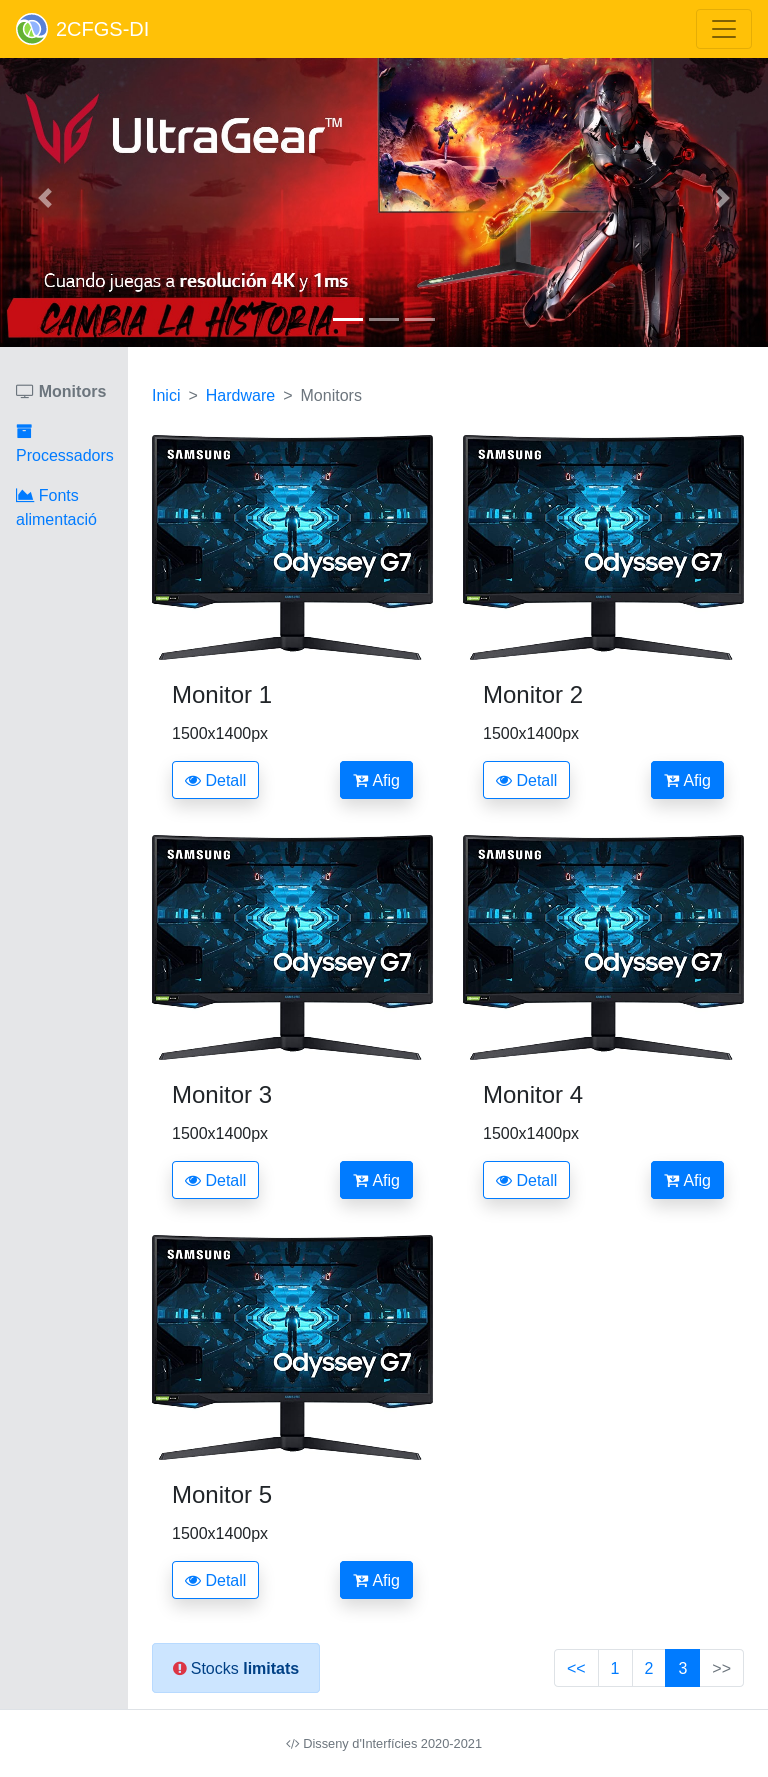 2CFGS-DI
UltraGear™
Cuando juegas a resolución 4K y 1ms
CAMBIA LA HISTORIA.
Monitors
Processadors
Fonts
alimentació
Inici > Hardware > Monitors
SAMSUNG
Odyssey G7
SAMSUNG
Odyssey G7
Monitor 1
1500x1400px
Detall
Afig
Monitor 2
1500x1400px
Detall
Afig
SAMSUNG
Odyssey G7
SAMSUNG
Odyssey G7
Monitor 3
1500x1400px
Detall
Afig
Monitor 4
1500x1400px
Detall
Afig
SAMSUNG
Odyssey G7
Monitor 5
1500x1400px
Detall
Afig
Stocks limitats
<< 1 2 3 >>
Disseny d'Interfícies 2020-2021